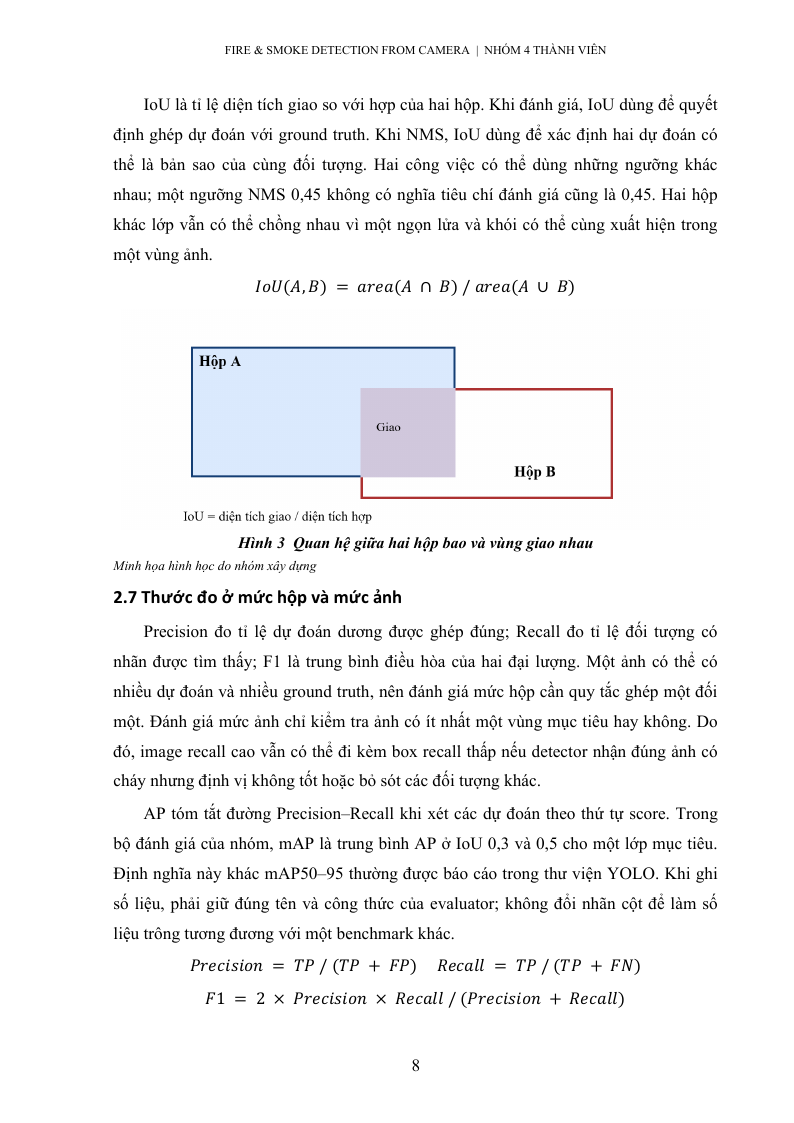 FIRE & SMOKE DETECTION FROM CAMERA | NHÓM 4 THÀNH VIÊN
IoU là tỉ lệ diện tích giao so với hợp của hai hộp. Khi đánh giá, IoU dùng để quyết
định ghép dự đoán với ground truth. Khi NMS, IoU dùng để xác định hai dự đoán có
thể là bản sao của cùng đối tượng. Hai công việc có thể dùng những ngưỡng khác
nhau; một ngưỡng NMS 0,45 không có nghĩa tiêu chí đánh giá cũng là 0,45. Hai hộp
khác lớp vẫn có thể chồng nhau vì một ngọn lửa và khói có thể cùng xuất hiện trong
một vùng ảnh.
IoU(A,B) = area(A ∩ B) / area(A ∪ B)
Hộp A
Giao
Hộp B
IoU = diện tích giao / diện tích hợp
Hình 3 Quan hệ giữa hai hộp bao và vùng giao nhau
Minh họa hình học do nhóm xây dựng
2.7 Thước đo ở mức hộp và mức ảnh
Precision đo tỉ lệ dự đoán dương được ghép đúng; Recall đo tỉ lệ đối tượng có
nhãn được tìm thấy; F1 là trung bình điều hòa của hai đại lượng. Một ảnh có thể có
nhiều dự đoán và nhiều ground truth, nên đánh giá mức hộp cần quy tắc ghép một đối
một. Đánh giá mức ảnh chỉ kiểm tra ảnh có ít nhất một vùng mục tiêu hay không. Do
đó, image recall cao vẫn có thể đi kèm box recall thấp nếu detector nhận đúng ảnh có
cháy nhưng định vị không tốt hoặc bỏ sót các đối tượng khác.
AP tóm tắt đường Precision–Recall khi xét các dự đoán theo thứ tự score. Trong
bộ đánh giá của nhóm, mAP là trung bình AP ở IoU 0,3 và 0,5 cho một lớp mục tiêu.
Định nghĩa này khác mAP50–95 thường được báo cáo trong thư viện YOLO. Khi ghi
số liệu, phải giữ đúng tên và công thức của evaluator; không đổi nhãn cột để làm số
liệu trông tương đương với một benchmark khác.
Precision = TP / (TP + FP) Recall = TP / (TP + FN)
F1 = 2 × Precision × Recall / (Precision + Recall)
8